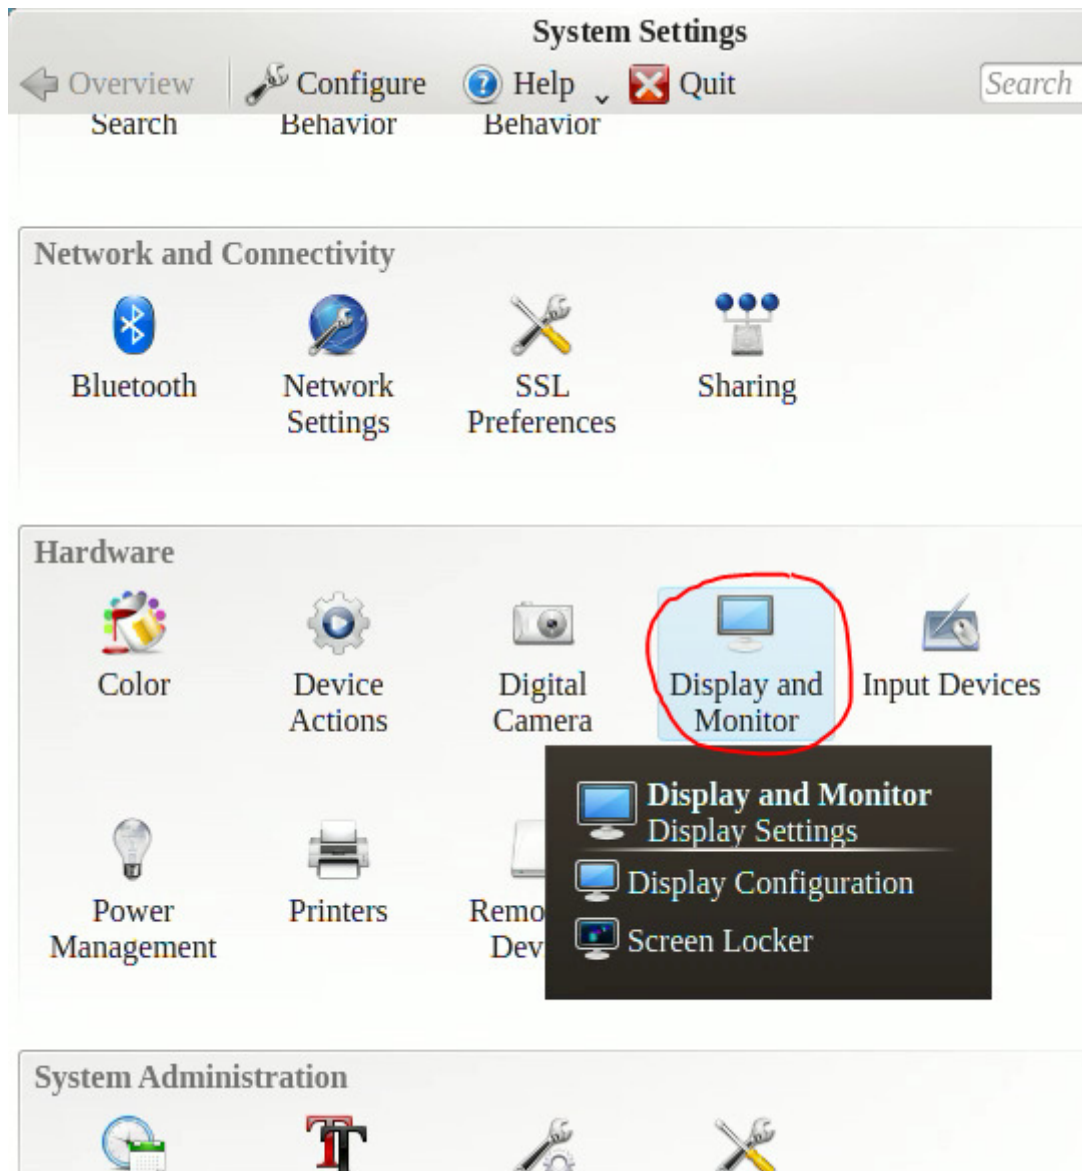 System Settings
Overview Configure Help Quit Search
Search Behavior Behavior
Network and Connectivity
Bluetooth Network Settings SSL Preferences Sharing
Hardware
Color Device Actions Digital Camera Display and Monitor Input Devices
Display and Monitor
Display Settings
Display Configuration
Screen Locker
Power Management Printers
Remo
Dev
System Administration